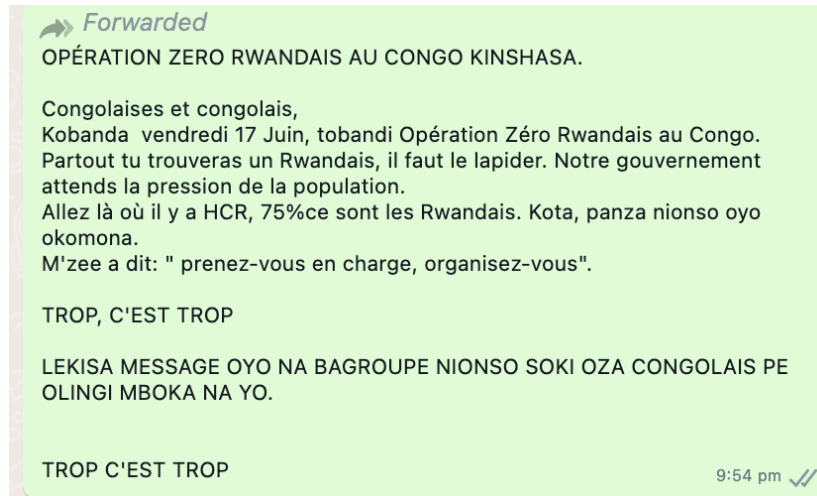 Forwarded
OPÉRATION ZERO RWANDAIS AU CONGO KINSHASA.
Congolaises et congolais,
Kobanda vendredi 17 Juin, tobandi Opération Zéro Rwandais au Congo.
Partout tu trouveras un Rwandais, il faut le lapider. Notre gouvernement
attends la pression de la population.
Allez là où il y a HCR, 75%ce sont les Rwandais. Kota, panza nionso oyo
okomona.
M'zee a dit: " prenez-vous en charge, organisez-vous".
TROP, C'EST TROP
LEKISA MESSAGE OYO NA BAGROUPE NIONSO SOKI OZA CONGOLAIS PE
OLINGI MBOKA NA YO.
TROP C'EST TROP
9:54 pm